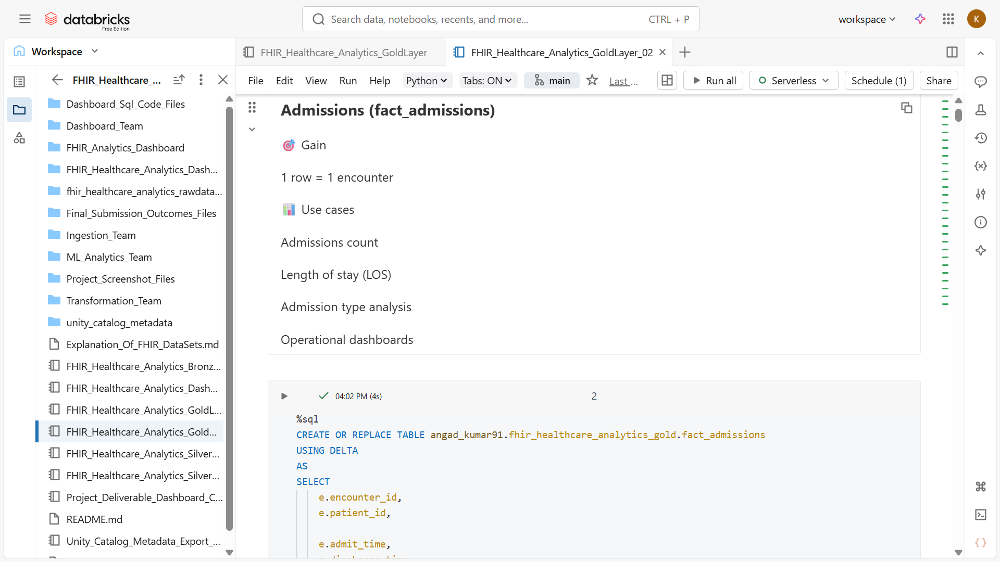 databricks
Free Edition
Search data, notebooks, recents, and more...
CTRL + P
workspace
K
Workspace
FHIR_Healthcare_Analytics_GoldLayer
FHIR_Healthcare_Analytics_GoldLayer_02
FHIR_Healthcare_...
File
Edit
View
Run
Help
Python
Tabs: ON
main
Last ...
Run all
Serverless
Schedule (1)
Share
Dashboard_Sql_Code_Files
Dashboard_Team
FHIR_Analytics_Dashboard
FHIR_Healthcare_Analytics_Dash...
fhir_healthcare_analytics_rawdata...
Final_Submission_Outcomes_Files
Ingestion_Team
ML_Analytics_Team
Project_Screenshot_Files
Transformation_Team
unity_catalog_metadata
Explanation_Of_FHIR_DataSets.md
FHIR_Healthcare_Analytics_Bronz...
FHIR_Healthcare_Analytics_Dash...
FHIR_Healthcare_Analytics_GoldL...
FHIR_Healthcare_Analytics_Gold...
FHIR_Healthcare_Analytics_Silver...
FHIR_Healthcare_Analytics_Silver...
Project_Deliverable_Dashboard_C...
README.md
Unity_Catalog_Metadata_Export_...
Admissions (fact_admissions)
🎯 Gain
1 row = 1 encounter
📊 Use cases
Admissions count
Length of stay (LOS)
Admission type analysis
Operational dashboards
04:02 PM (4s)
2
%sql
CREATE OR REPLACE TABLE angad_kumar91.fhir_healthcare_analytics_gold.fact_admissions
USING DELTA
AS
SELECT
e.encounter_id,
e.patient_id,
e.admit_time,